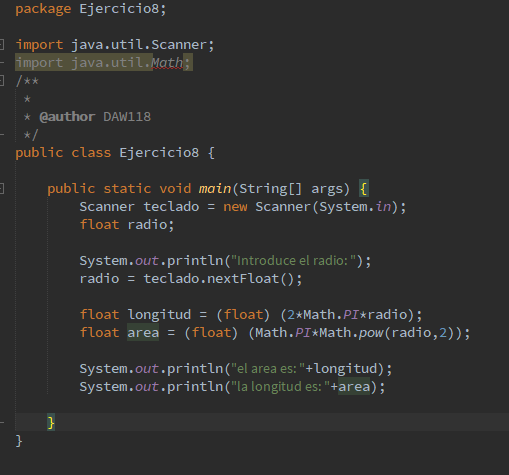 package Ejercicio8;
import java.util.Scanner;
import java.util.Math;
/**
*
* @author DAW118
*/
public class Ejercicio8 {
public static void main(String[] args) {
Scanner teclado = new Scanner(System.in);
float radio;
System.out.println("Introduce el radio: ");
radio = teclado.nextFloat();
float longitud = (float) (2*Math.PI*radio);
float area = (float) (Math.PI*Math.pow(radio,2));
System.out.println("el area es: "+longitud);
System.out.println("la longitud es: "+area);
}
}